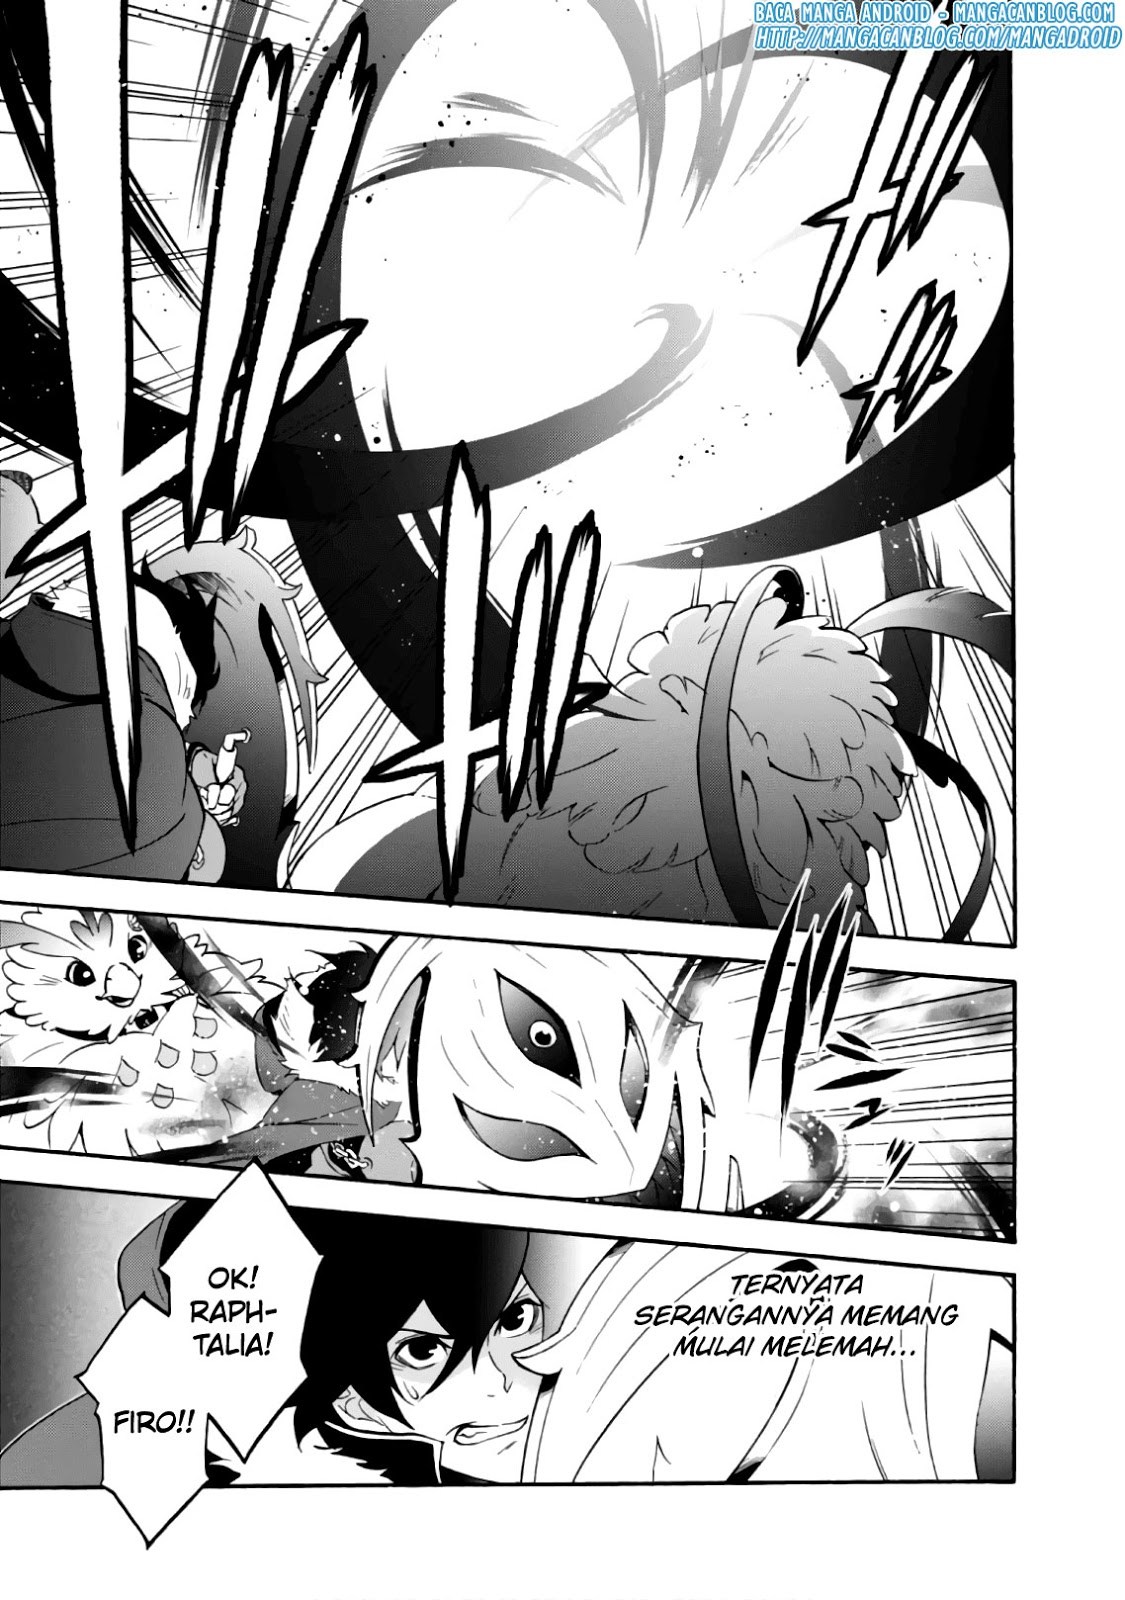 BACA MANGA ANDROID - MANGACANBLOG.COM
HTTP://MANGACANBLOG.COM/MANGADROID
TERNYATA
SERANGANNYA MEMANG
MULAI MELEMAH...
OK!
RAPH-
TALIA!
FIRO!!